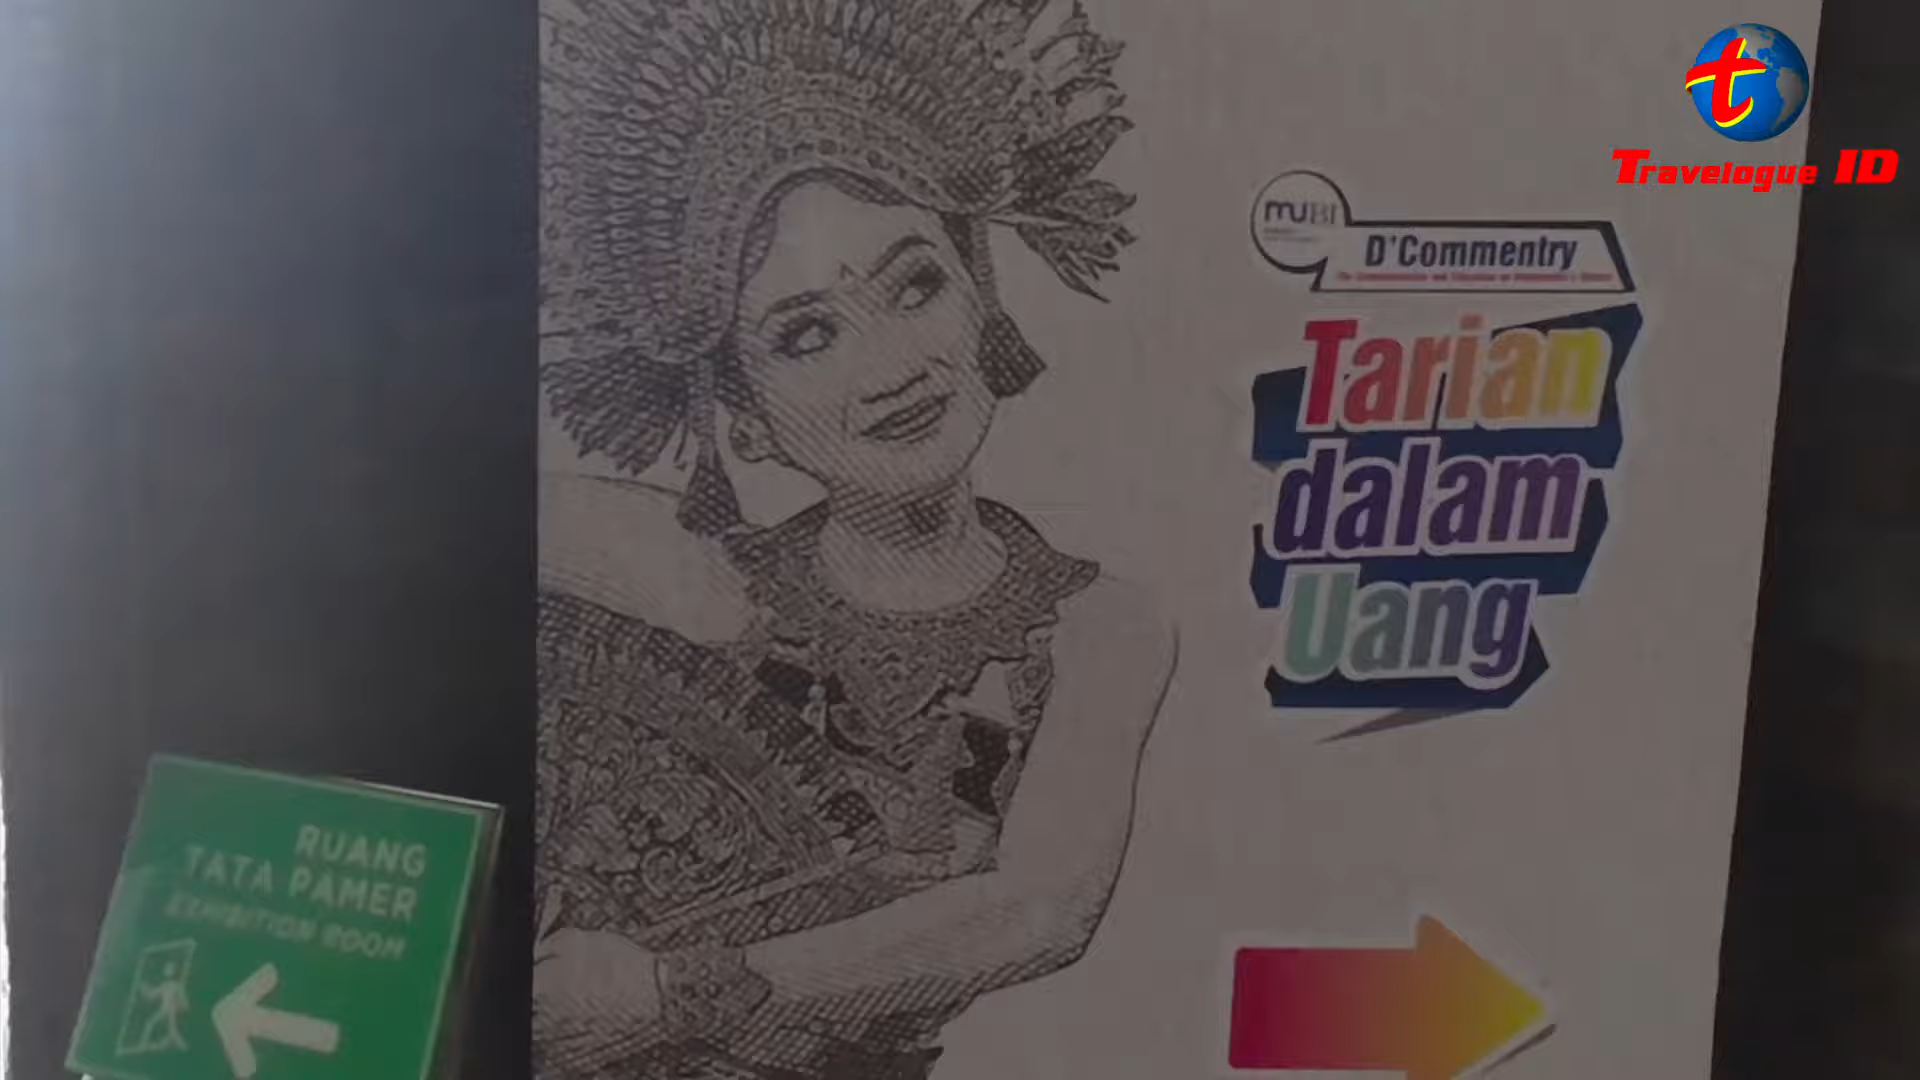 Travelogue ID
muBI
D'Commentry
Tarian
dalam
Uang
RUANG
TATA PAMER
EXHIBITION ROOM